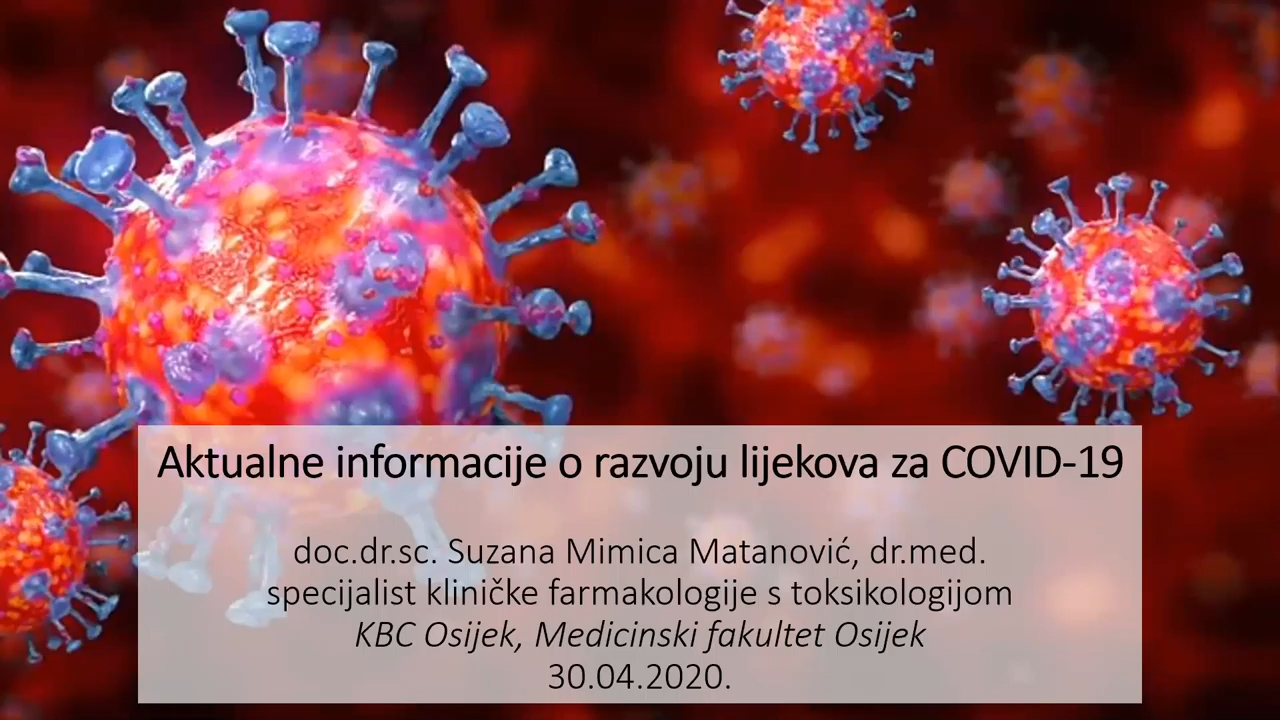 Aktualne informacije o razvoju lijekova za COVID-19
doc.dr.sc. Suzana Mimica Matanović, dr.med.
specijalist kliničke farmakologije s toksikologijom
KBC Osijek, Medicinski fakultet Osijek
30.04.2020.